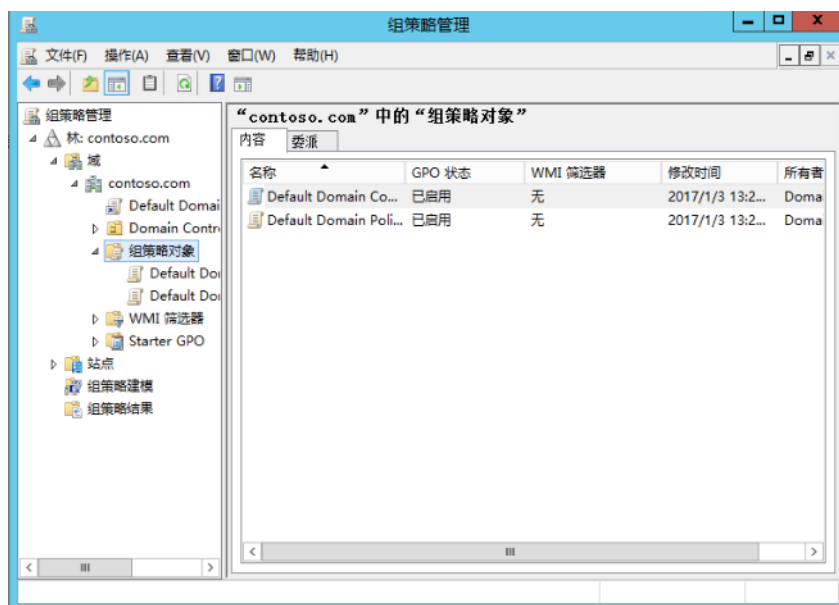 组策略管理
文件(F) 操作(A) 查看(V) 窗口(W) 帮助(H)
组策略管理
林: contoso.com
域
contoso.com
Default Domai
Domain Contr
组策略对象
Default Do
Default Do
WMI 筛选器
Starter GPO
站点
组策略建模
组策略结果
“contoso.com”中的“组策略对象”
内容 委派
名称 GPO 状态 WMI 筛选器 修改时间 所有者
Default Domain Co... 已启用 无 2017/1/3 13:2... Doma
Default Domain Poli... 已启用 无 2017/1/3 13:2... Doma